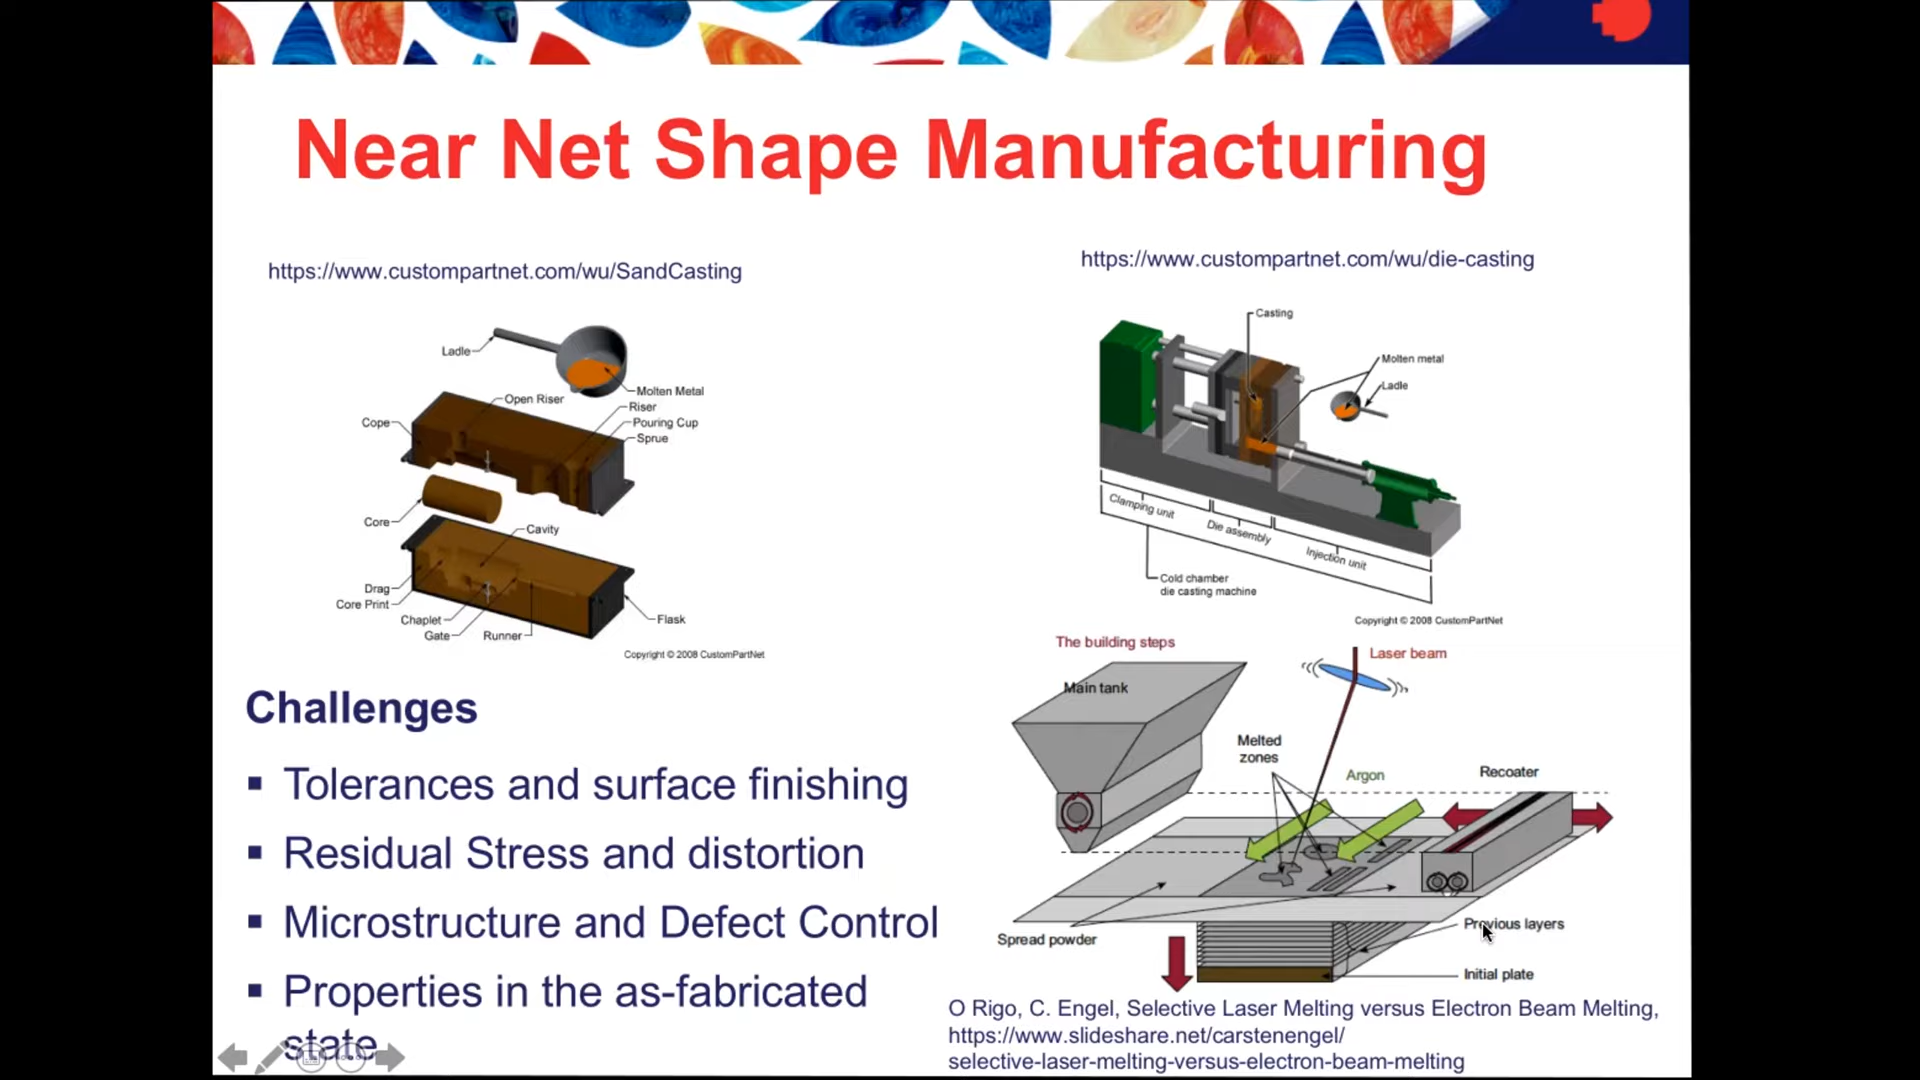 Near Net Shape Manufacturing
https://www.custompartnet.com/wu/SandCasting
Ladle
Molten Metal
Open Riser
Riser
Cope
Pouring Cup
Sprue
Core
Cavity
Drag
Core Print
Chaplet
Flask
Gate
Runner
Copyright © 2008 CustomPartNet
https://www.custompartnet.com/wu/die-casting
Casting
Molten metal
Ladle
Clamping unit
Die assembly
Injection unit
Cold chamber
die casting machine
Copyright © 2008 CustomPartNet
Challenges
▪ Tolerances and surface finishing
▪ Residual Stress and distortion
▪ Microstructure and Defect Control
▪ Properties in the as-fabricated
state
The building steps
Laser beam
Main tank
Melted
zones
Argon
Recoater
Spread powder
Previous layers
Initial plate
O Rigo, C. Engel, Selective Laser Melting versus Electron Beam Melting,
https://www.slideshare.net/carstenengel/
selective-laser-melting-versus-electron-beam-melting